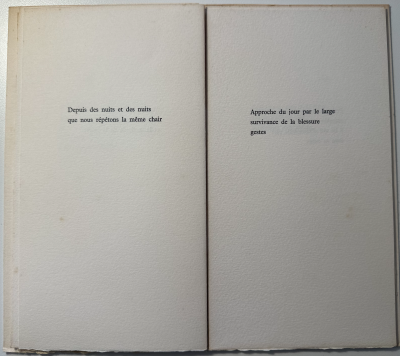 Depuis des nuits et des nuits
que nous répétons la même chair
Approche du jour par le large
survivance de la blessure
gestes